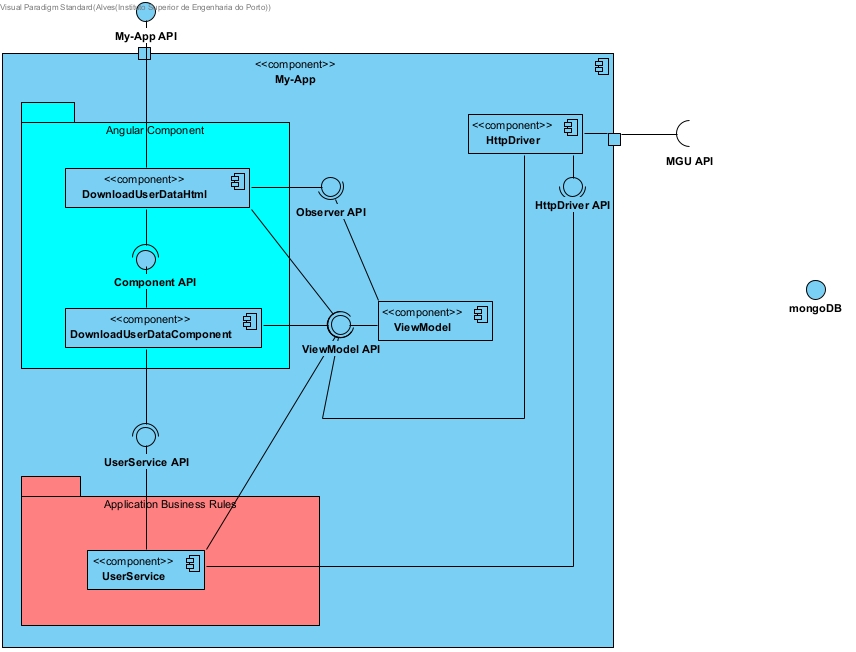 Visual Paradigm Standard(Alves(Instituto Superior de Engenharia do Porto))
My-App API
<<component>>
My-App
Angular Component
<<component>>
HttpDriver
MGU API
<<component>>
DownloadUserDataHtml
Observer API
HttpDriver API
Component API
mongoDB
<<component>>
DownloadUserDataComponent
<<component>>
ViewModel
ViewModel API
UserService API
Application Business Rules
<<component>>
UserService